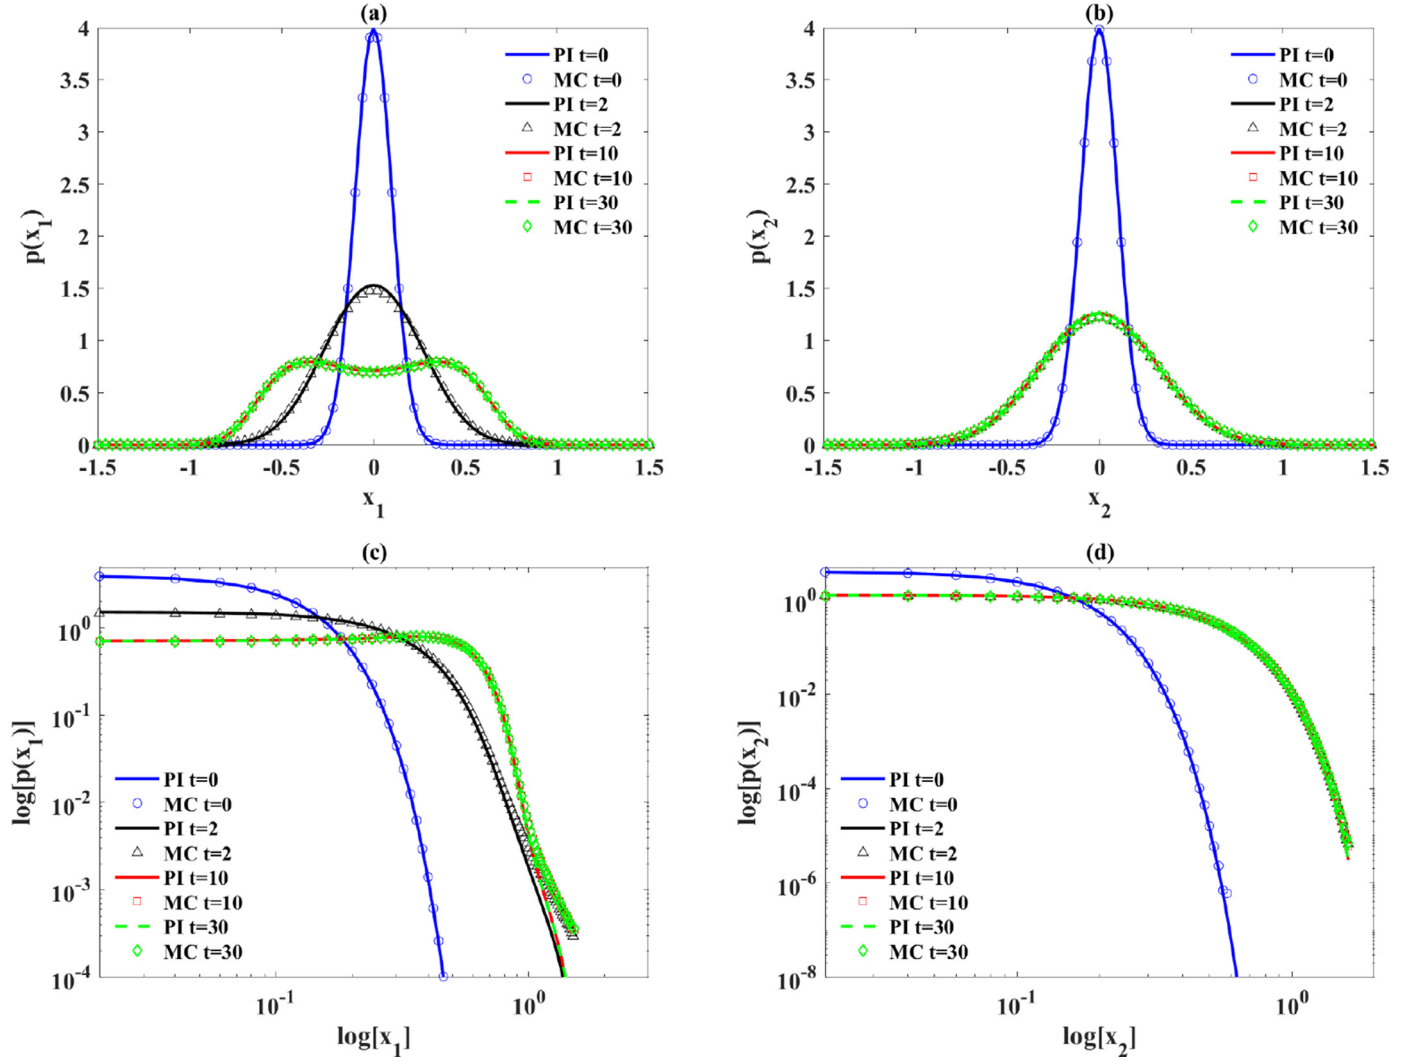 (a)
4
3.5
3
2.5
2
1.5
1
0.5
0
-1.5
-1
-0.5
0
0.5
1
1.5
p(x1)
x1
PI t=0
MC t=0
PI t=2
MC t=2
PI t=10
MC t=10
PI t=30
MC t=30
(b)
4
3.5
3
2.5
2
1.5
1
0.5
0
-1.5
-1
-0.5
0
0.5
1
1.5
p(x2)
x2
PI t=0
MC t=0
PI t=2
MC t=2
PI t=10
MC t=10
PI t=30
MC t=30
(c)
10^0
10^-1
10^-2
10^-3
10^-4
10^-1
10^0
log[p(x1)]
log[x1]
PI t=0
MC t=0
PI t=2
MC t=2
PI t=10
MC t=10
PI t=30
MC t=30
(d)
10^0
10^-2
10^-4
10^-6
10^-8
10^-1
10^0
log[p(x2)]
log[x2]
PI t=0
MC t=0
PI t=2
MC t=2
PI t=10
MC t=10
PI t=30
MC t=30